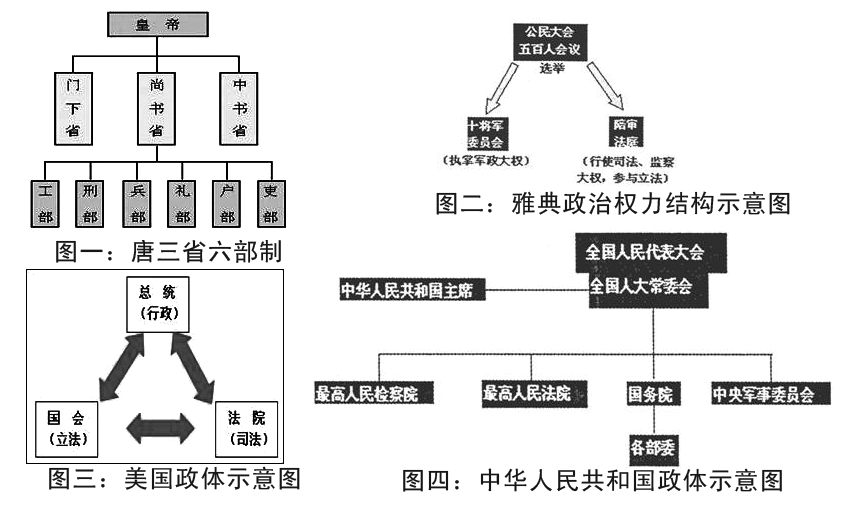 皇帝
门下省
尚书省
中书省
工部
刑部
兵部
礼部
户部
吏部
图一：唐三省六部制
公民大会
五百人会议
选举
十将军
委员会
（执掌军政大权）
陪审
法庭
（行使司法、监察
大权，参与立法）
图二：雅典政治权力结构示意图
总统
（行政）
国会
（立法）
法院
（司法）
图三：美国政体示意图
全国人民代表大会
全国人大常委会
中华人民共和国主席
最高人民检察院
最高人民法院
国务院
中央军事委员会
各部委
图四：中华人民共和国政体示意图